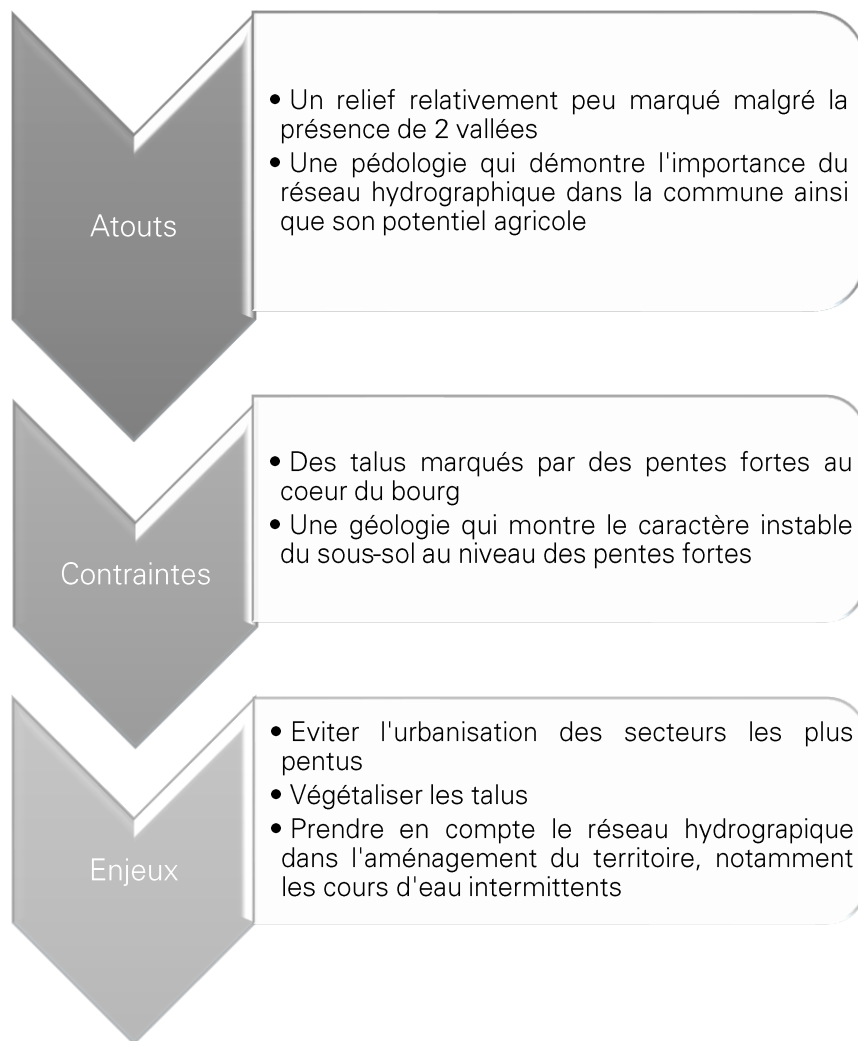 Atouts
• Un relief relativement peu marqué malgré la
présence de 2 vallées
• Une pédologie qui démontre l'importance du
réseau hydrographique dans la commune ainsi
que son potentiel agricole
Contraintes
• Des talus marqués par des pentes fortes au
coeur du bourg
• Une géologie qui montre le caractère instable
du sous-sol au niveau des pentes fortes
Enjeux
• Eviter l'urbanisation des secteurs les plus
pentus
• Végétaliser les talus
• Prendre en compte le réseau hydrograpique
dans l'aménagement du territoire, notamment
les cours d'eau intermittents